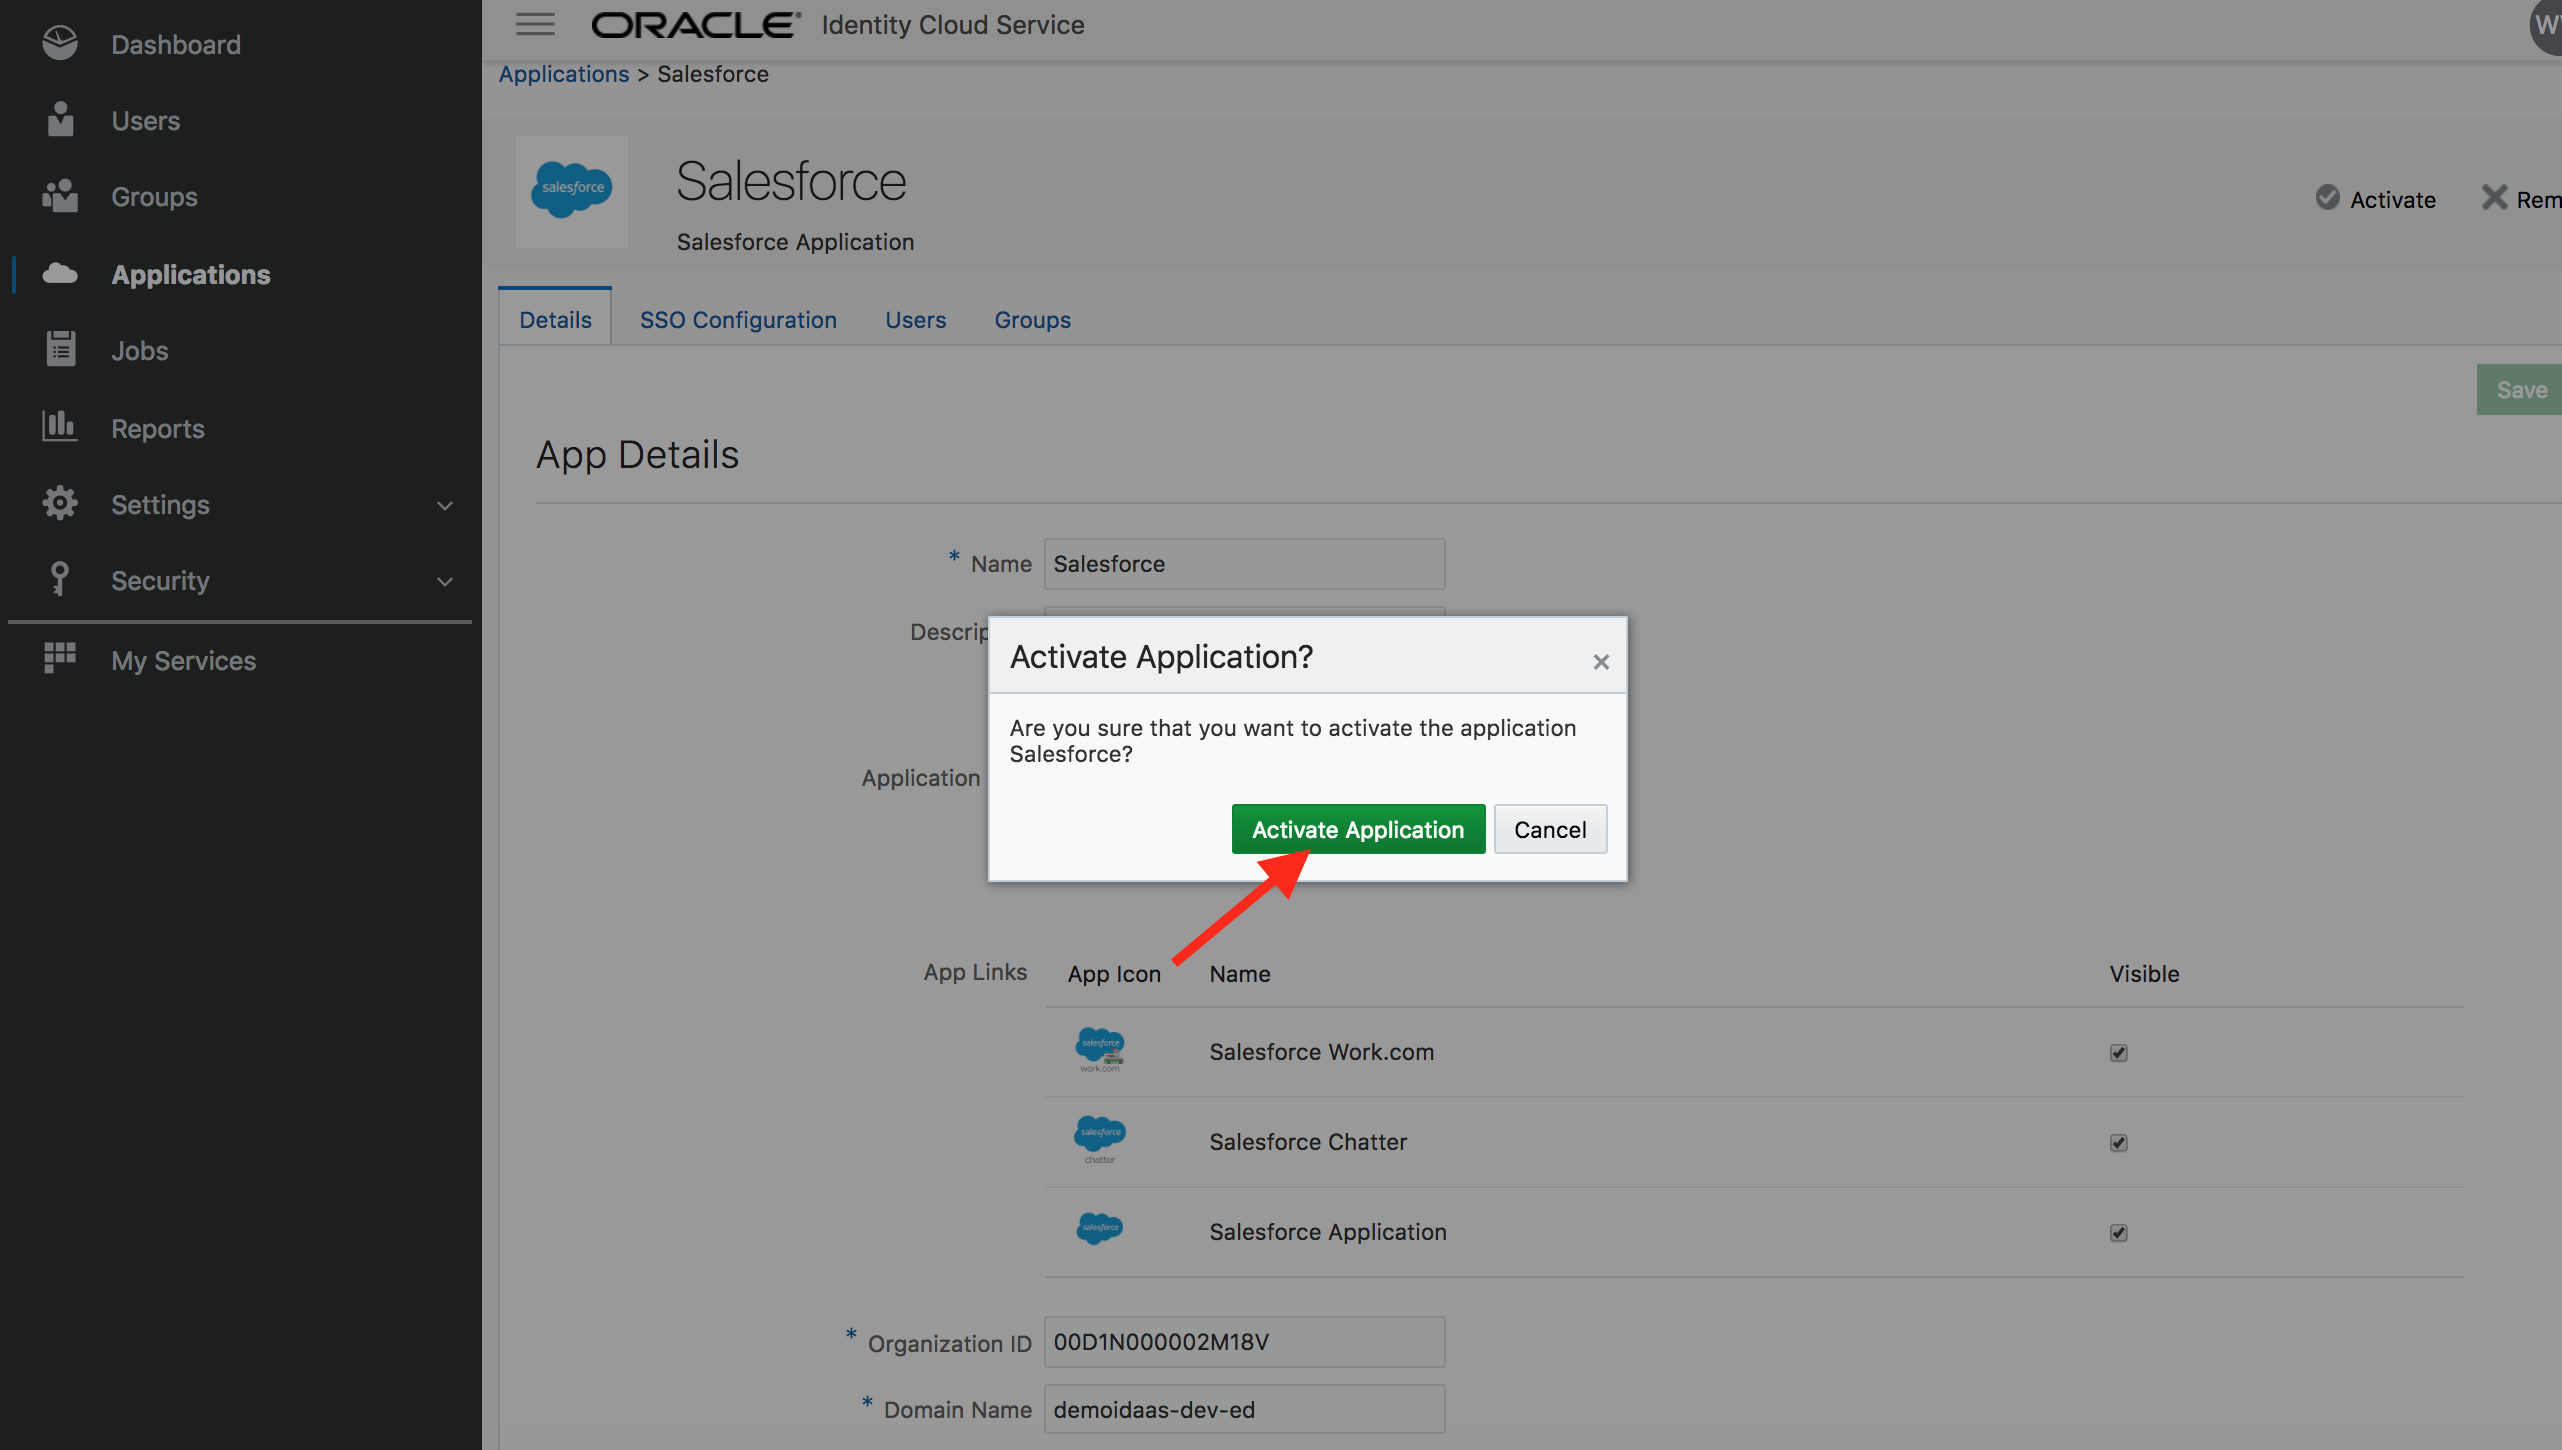 Dashboard
Users
Groups
Applications
Jobs
Reports
Settings
Security
My Services
ORACLE® Identity Cloud Service
W
Applications > Salesforce
salesforce
Salesforce
Salesforce Application
Activate
Rem
Details
SSO Configuration
Users
Groups
Save
App Details
* Name
Salesforce
Descrip
Application
Activate Application?
×
Are you sure that you want to activate the application
Salesforce?
Activate Application
Cancel
App Links
App Icon
Name
Visible
salesforce
work.com
Salesforce Work.com
salesforce
chatter
Salesforce Chatter
salesforce
Salesforce Application
* Organization ID
00D1N000002M18V
* Domain Name
demoidaas-dev-ed